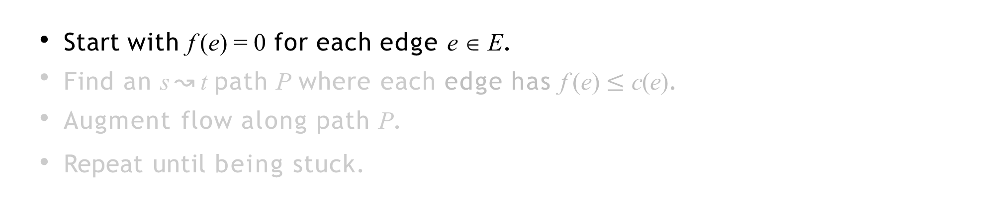 • Start with f(e) = 0 for each edge e ∈ E.
• Find an s⤳t path P where each edge has f(e) ≤ c(e).
• Augment flow along path P.
• Repeat until being stuck.